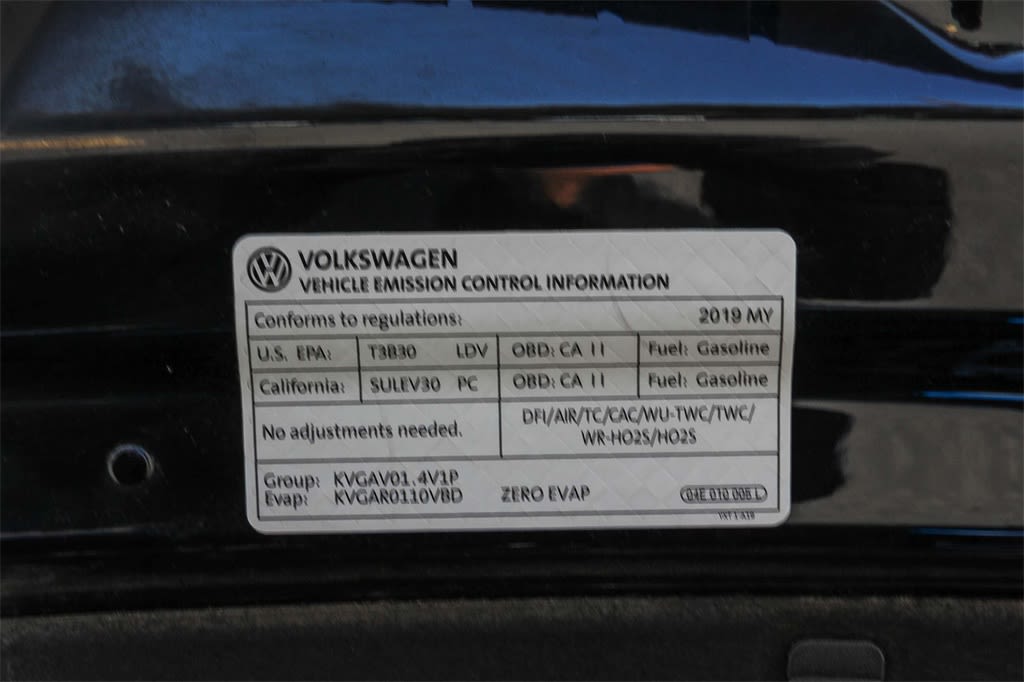 VOLKSWAGEN
VEHICLE EMISSION CONTROL INFORMATION
Conforms to regulations: 2019 MY
U.S. EPA: T3B30 LDV OBD: CA II Fuel: Gasoline
California: SULEV30 PC OBD: CA II Fuel: Gasoline
No adjustments needed. DFI/AIR/TC/CAC/WU-TWC/TWC/
WR-HO2S/HO2S
Group: KVGAV01.4V1P
Evap: KVGAR0110VBD ZERO EVAP 04E.010.006 L